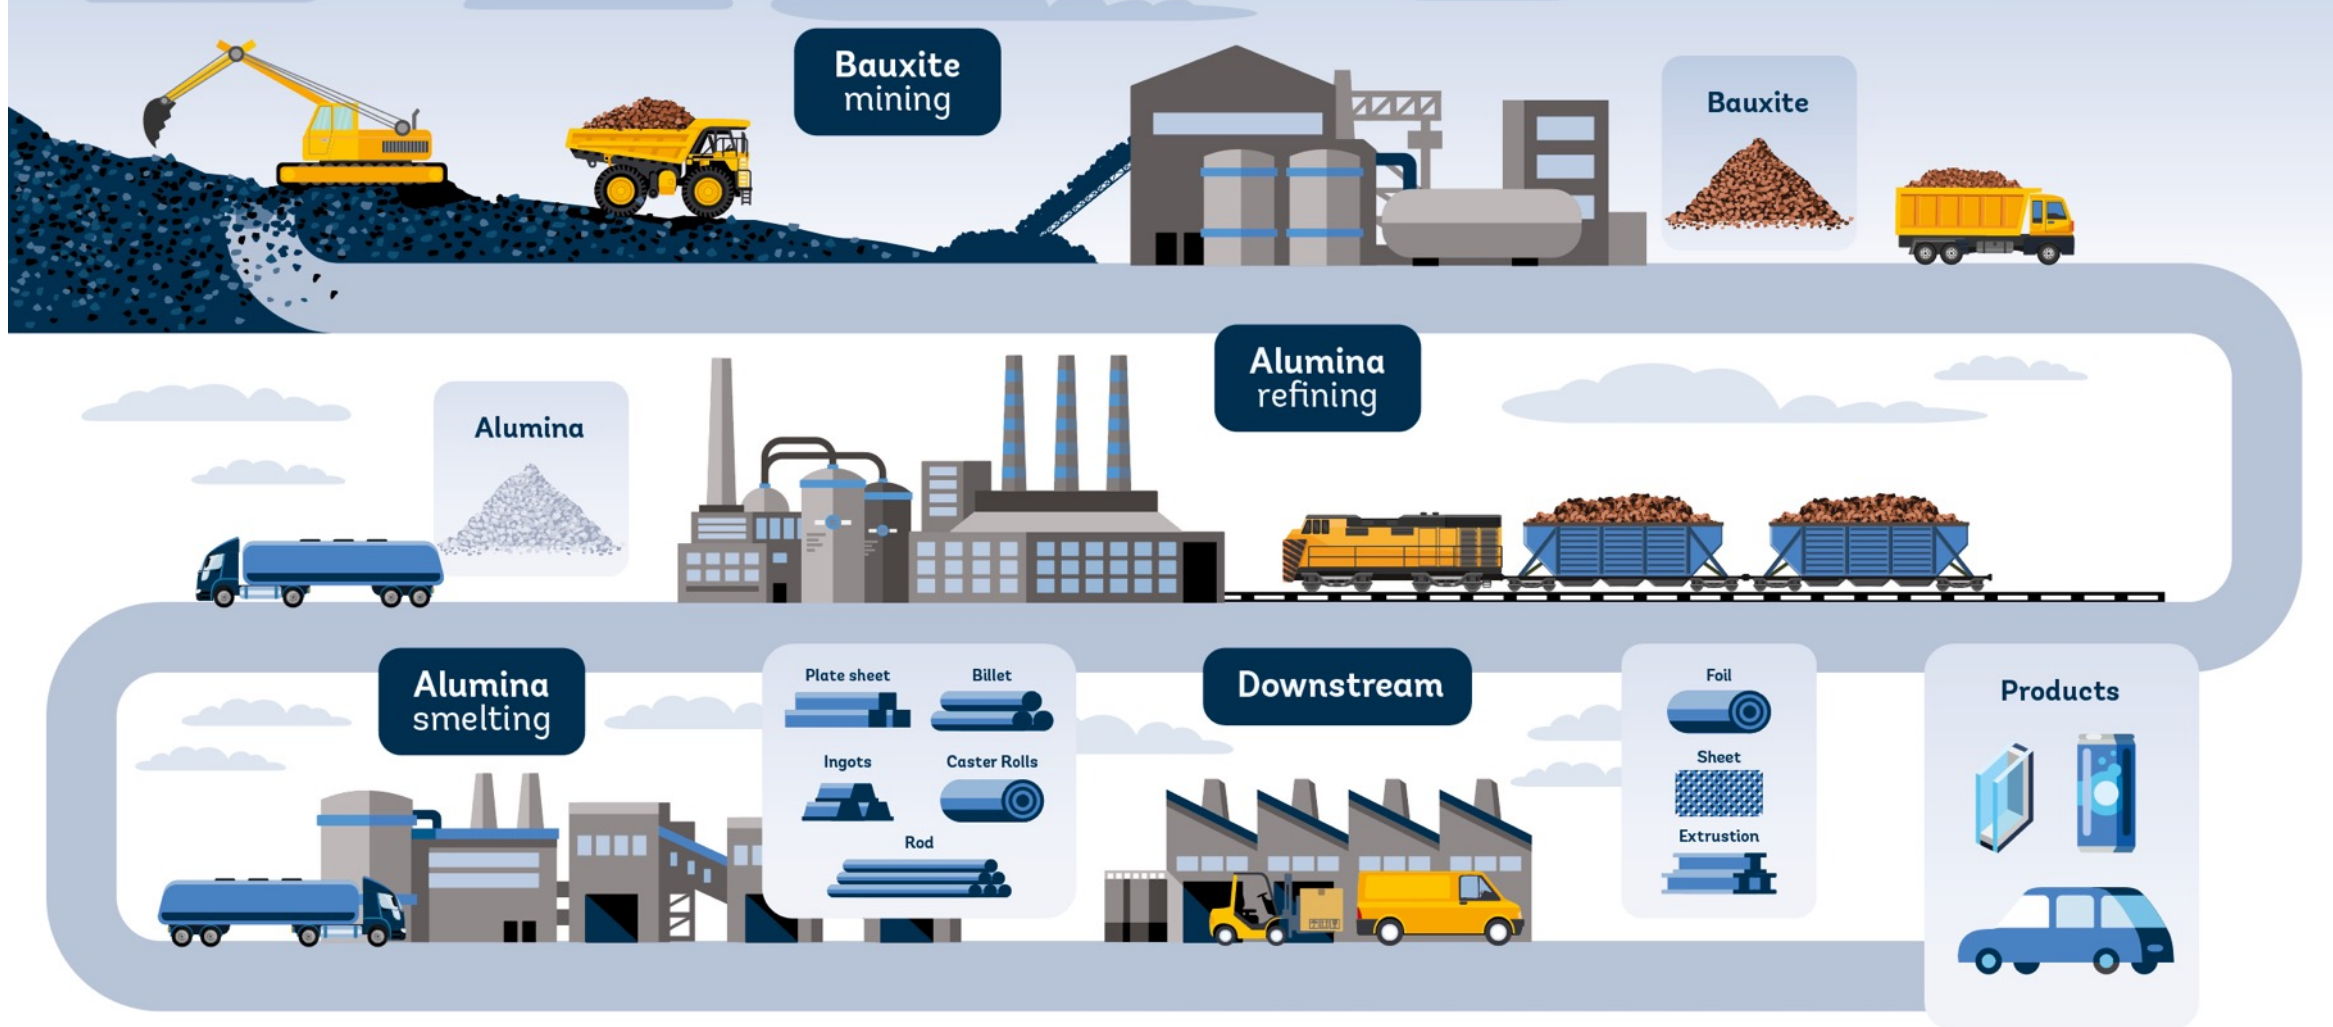 Bauxite
mining
Bauxite
Alumina
refining
Alumina
Alumina
smelting
Plate sheet
Billet
Ingots
Caster Rolls
Rod
Downstream
Foil
Sheet
Extrustion
Products